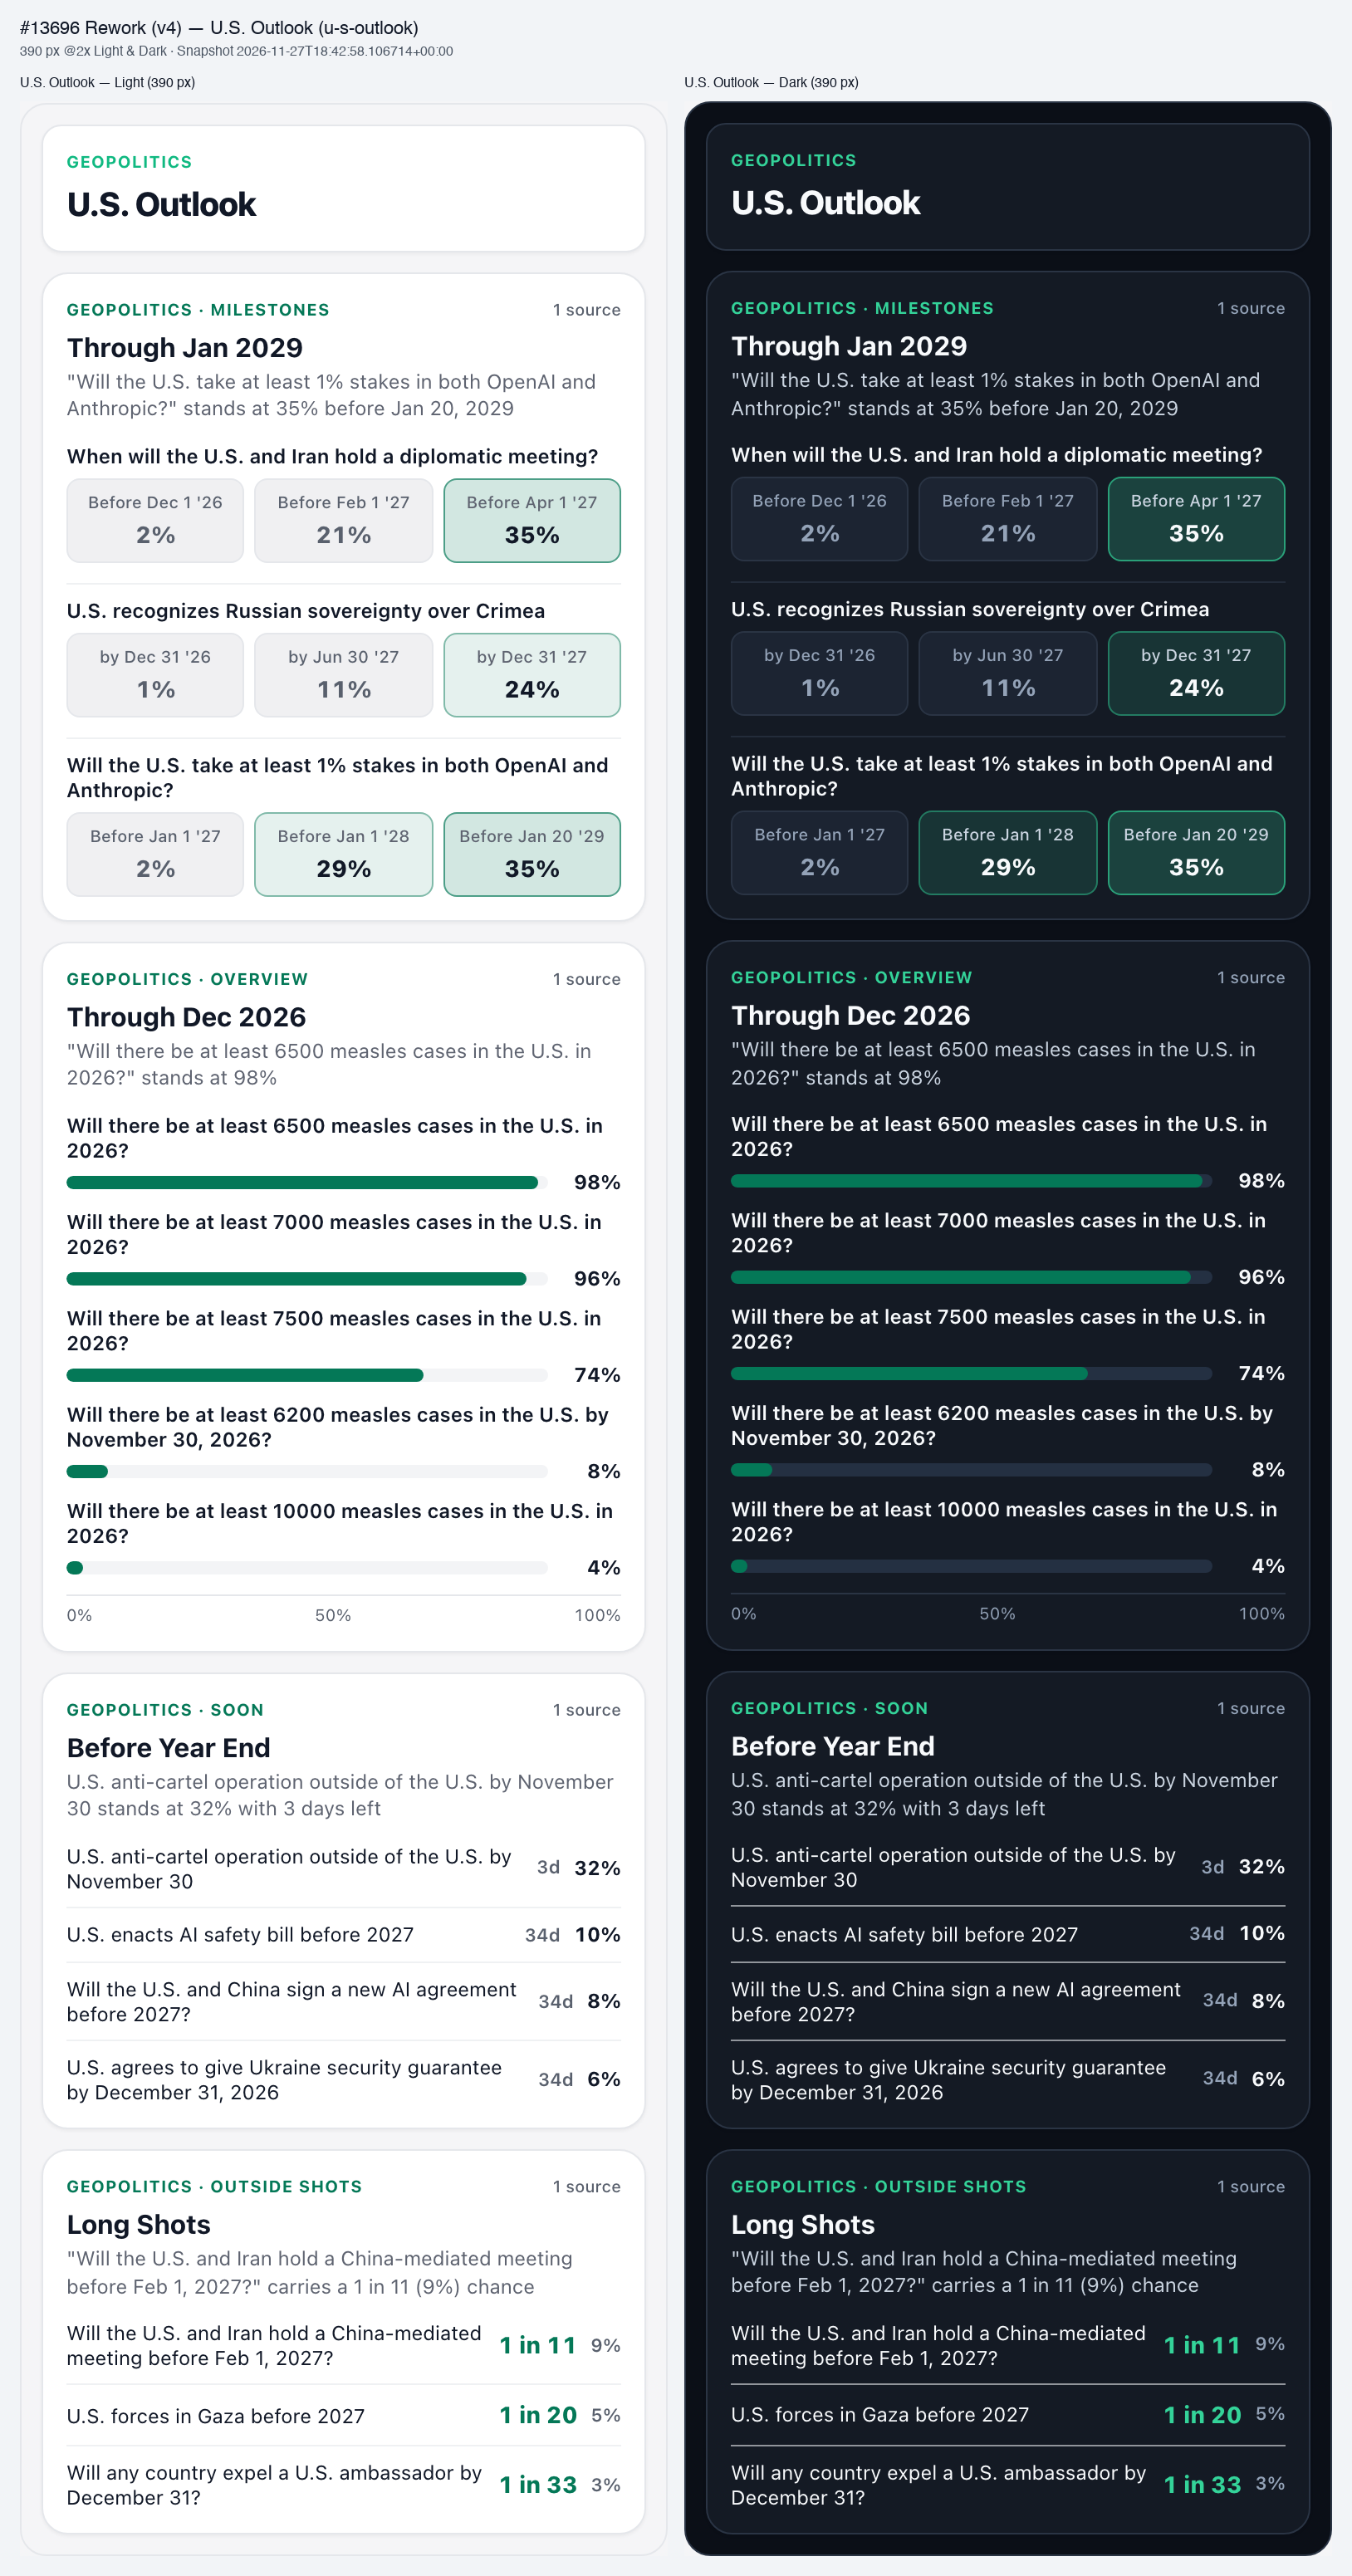 #13696 Rework (v4) — U.S. Outlook (u-s-outlook)
390 px @2x Light & Dark · Snapshot 2026-11-27T18:42:58.106714+00:00
U.S. Outlook — Light (390 px)
GEOPOLITICS
U.S. Outlook
GEOPOLITICS · MILESTONES
1 source
Through Jan 2029
"Will the U.S. take at least 1% stakes in both OpenAI and
Anthropic?" stands at 35% before Jan 20, 2029
When will the U.S. and Iran hold a diplomatic meeting?
Before Dec 1 '26
2%
Before Feb 1 '27
21%
Before Apr 1 '27
35%
U.S. recognizes Russian sovereignty over Crimea
by Dec 31 '26
1%
by Jun 30 '27
11%
by Dec 31 '27
24%
Will the U.S. take at least 1% stakes in both OpenAI and
Anthropic?
Before Jan 1 '27
2%
Before Jan 1 '28
29%
Before Jan 20 '29
35%
GEOPOLITICS · OVERVIEW
1 source
Through Dec 2026
"Will there be at least 6500 measles cases in the U.S. in
2026?" stands at 98%
Will there be at least 6500 measles cases in the U.S. in
2026?
98%
Will there be at least 7000 measles cases in the U.S. in
2026?
96%
Will there be at least 7500 measles cases in the U.S. in
2026?
74%
Will there be at least 6200 measles cases in the U.S. by
November 30, 2026?
8%
Will there be at least 10000 measles cases in the U.S. in
2026?
4%
0% 50% 100%
GEOPOLITICS · SOON
1 source
Before Year End
U.S. anti-cartel operation outside of the U.S. by November
30 stands at 32% with 3 days left
U.S. anti-cartel operation outside of the U.S. by
November 30
3d 32%
U.S. enacts AI safety bill before 2027
34d 10%
Will the U.S. and China sign a new AI agreement
before 2027?
34d 8%
U.S. agrees to give Ukraine security guarantee
by December 31, 2026
34d 6%
GEOPOLITICS · OUTSIDE SHOTS
1 source
Long Shots
"Will the U.S. and Iran hold a China-mediated meeting
before Feb 1, 2027?" carries a 1 in 11 (9%) chance
Will the U.S. and Iran hold a China-mediated
meeting before Feb 1, 2027?
1 in 11 9%
U.S. forces in Gaza before 2027
1 in 20 5%
Will any country expel a U.S. ambassador by
December 31?
1 in 33 3%
U.S. Outlook — Dark (390 px)
GEOPOLITICS
U.S. Outlook
GEOPOLITICS · MILESTONES
1 source
Through Jan 2029
"Will the U.S. take at least 1% stakes in both OpenAI and
Anthropic?" stands at 35% before Jan 20, 2029
When will the U.S. and Iran hold a diplomatic meeting?
Before Dec 1 '26
2%
Before Feb 1 '27
21%
Before Apr 1 '27
35%
U.S. recognizes Russian sovereignty over Crimea
by Dec 31 '26
1%
by Jun 30 '27
11%
by Dec 31 '27
24%
Will the U.S. take at least 1% stakes in both OpenAI and
Anthropic?
Before Jan 1 '27
2%
Before Jan 1 '28
29%
Before Jan 20 '29
35%
GEOPOLITICS · OVERVIEW
1 source
Through Dec 2026
"Will there be at least 6500 measles cases in the U.S. in
2026?" stands at 98%
Will there be at least 6500 measles cases in the U.S. in
2026?
98%
Will there be at least 7000 measles cases in the U.S. in
2026?
96%
Will there be at least 7500 measles cases in the U.S. in
2026?
74%
Will there be at least 6200 measles cases in the U.S. by
November 30, 2026?
8%
Will there be at least 10000 measles cases in the U.S. in
2026?
4%
0% 50% 100%
GEOPOLITICS · SOON
1 source
Before Year End
U.S. anti-cartel operation outside of the U.S. by November
30 stands at 32% with 3 days left
U.S. anti-cartel operation outside of the U.S. by
November 30
3d 32%
U.S. enacts AI safety bill before 2027
34d 10%
Will the U.S. and China sign a new AI agreement
before 2027?
34d 8%
U.S. agrees to give Ukraine security guarantee
by December 31, 2026
34d 6%
GEOPOLITICS · OUTSIDE SHOTS
1 source
Long Shots
"Will the U.S. and Iran hold a China-mediated meeting
before Feb 1, 2027?" carries a 1 in 11 (9%) chance
Will the U.S. and Iran hold a China-mediated
meeting before Feb 1, 2027?
1 in 11 9%
U.S. forces in Gaza before 2027
1 in 20 5%
Will any country expel a U.S. ambassador by
December 31?
1 in 33 3%